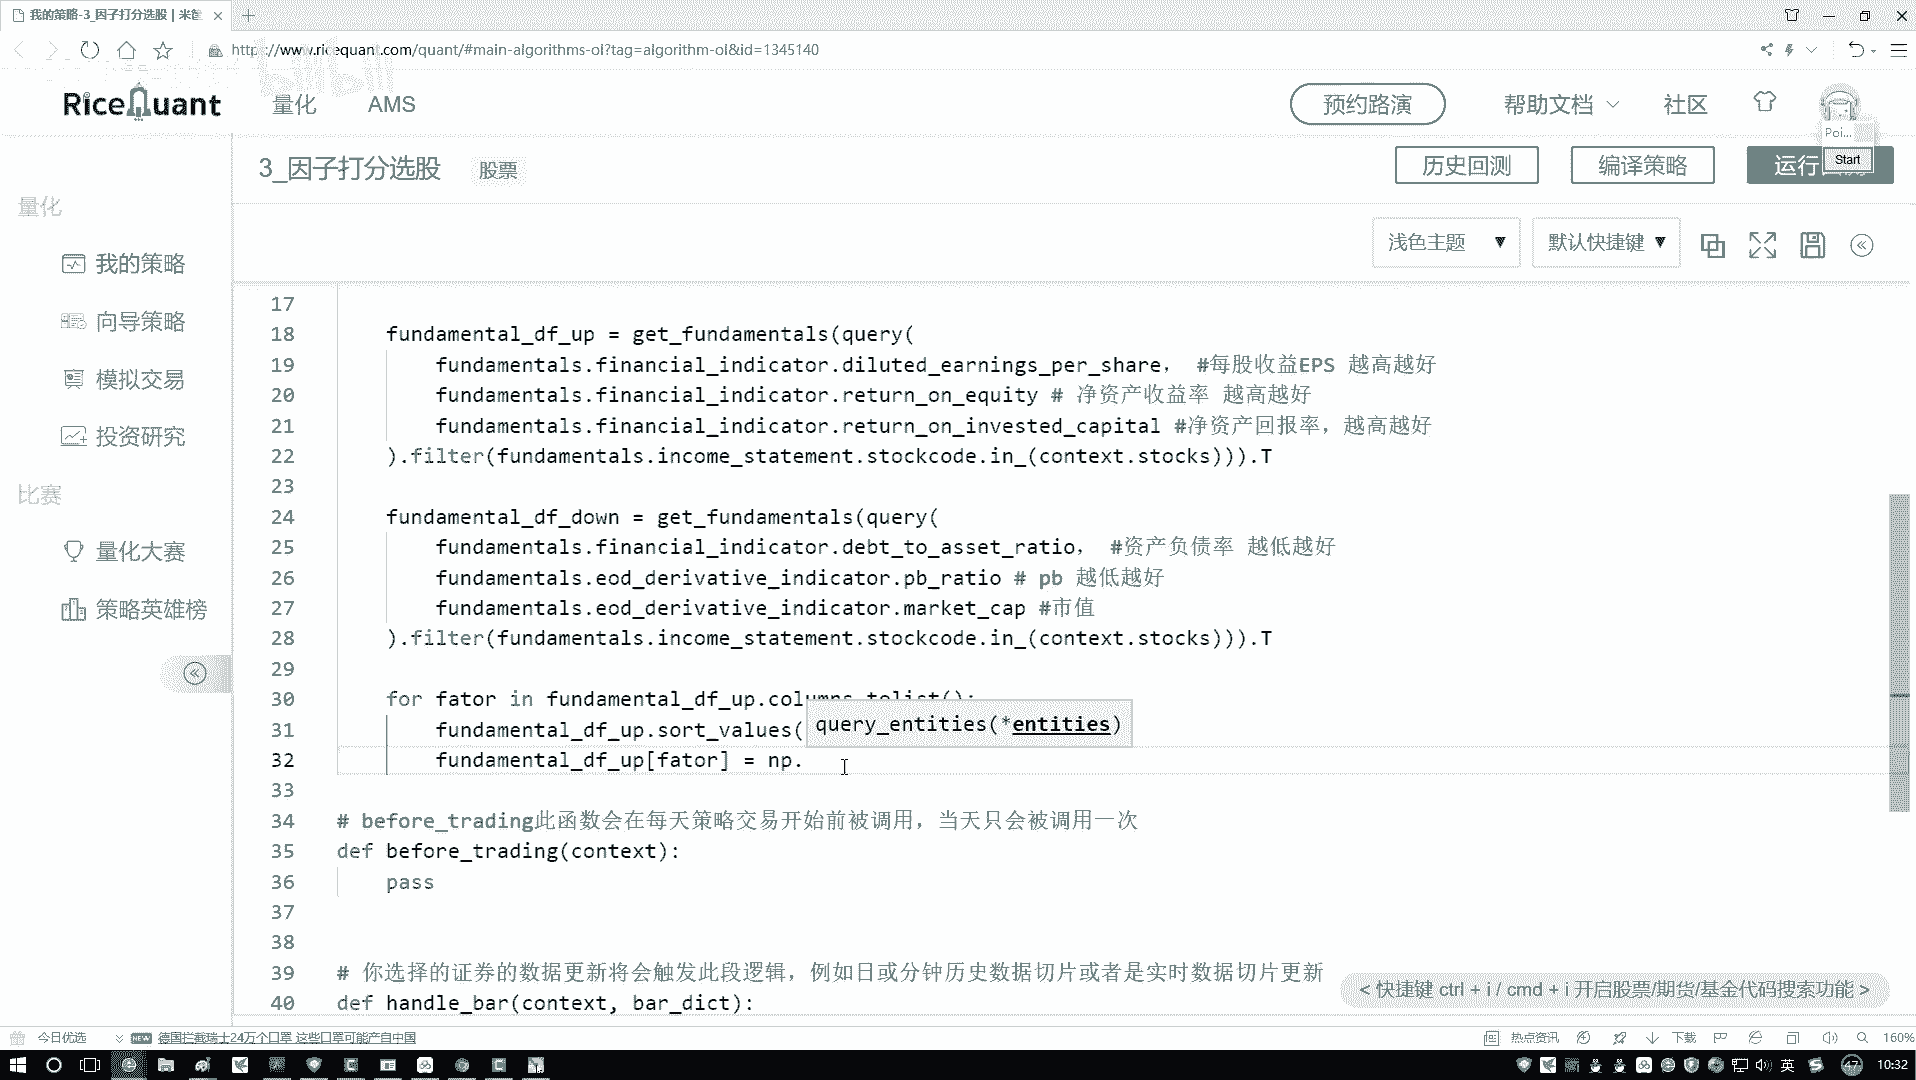 我的策略-3_因子打分选股 | 米筐
https://www.ricequant.com/quant/#main-algorithms-ol?tag=algorithm-ol&id=1345140
bilibili
RiceQuant 量化 AMS 预约路演 帮助文档 社区
Poi...
3_因子打分选股 股票 历史回测 编译策略 运行 Start
量化
我的策略
向导策略
模拟交易
投资研究
比赛
量化大赛
策略英雄榜
浅色主题 ▼ 默认快捷键 ▼
17
18 fundamental_df_up = get_fundamentals(query(
19 fundamentals.financial_indicator.diluted_earnings_per_share， #每股收益EPS 越高越好
20 fundamentals.financial_indicator.return_on_equity # 净资产收益率 越高越好
21 fundamentals.financial_indicator.return_on_invested_capital #净资产回报率，越高越好
22 ).filter(fundamentals.income_statement.stockcode.in_(context.stocks))).T
23
24 fundamental_df_down = get_fundamentals(query(
25 fundamentals.financial_indicator.debt_to_asset_ratio， #资产负债率 越低越好
26 fundamentals.eod_derivative_indicator.pb_ratio # pb 越低越好
27 fundamentals.eod_derivative_indicator.market_cap #市值
28 ).filter(fundamentals.income_statement.stockcode.in_(context.stocks))).T
29
30 for fator in fundamental_df_up.columns.tolist():
31 fundamental_df_up.sort_values( query_entities(*entities)
32 fundamental_df_up[fator] = np.
33
34 # before_trading此函数会在每天策略交易开始前被调用，当天只会被调用一次
35 def before_trading(context):
36 pass
37
38
39 # 你选择的证券的数据更新将会触发此段逻辑，例如日或分钟历史数据切片或者是实时数据切片更新
40 def handle_bar(context, bar_dict):
< 快捷键 ctrl + i / cmd + i 开启股票/期货/基金代码搜索功能 >
今日优选 NEW 德国拦截瑞士24万个口罩 这些口罩可能产自中国 热点资讯 下载 160%
英 47 10:32